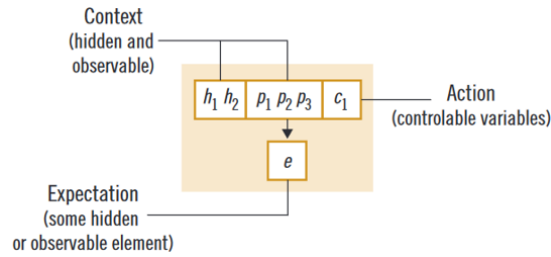 Context
(hidden and
observable)
h₁ h₂ p₁ p₂ p₃ c₁
Action
(controlable variables)
e
Expectation
(some hidden
or observable element)